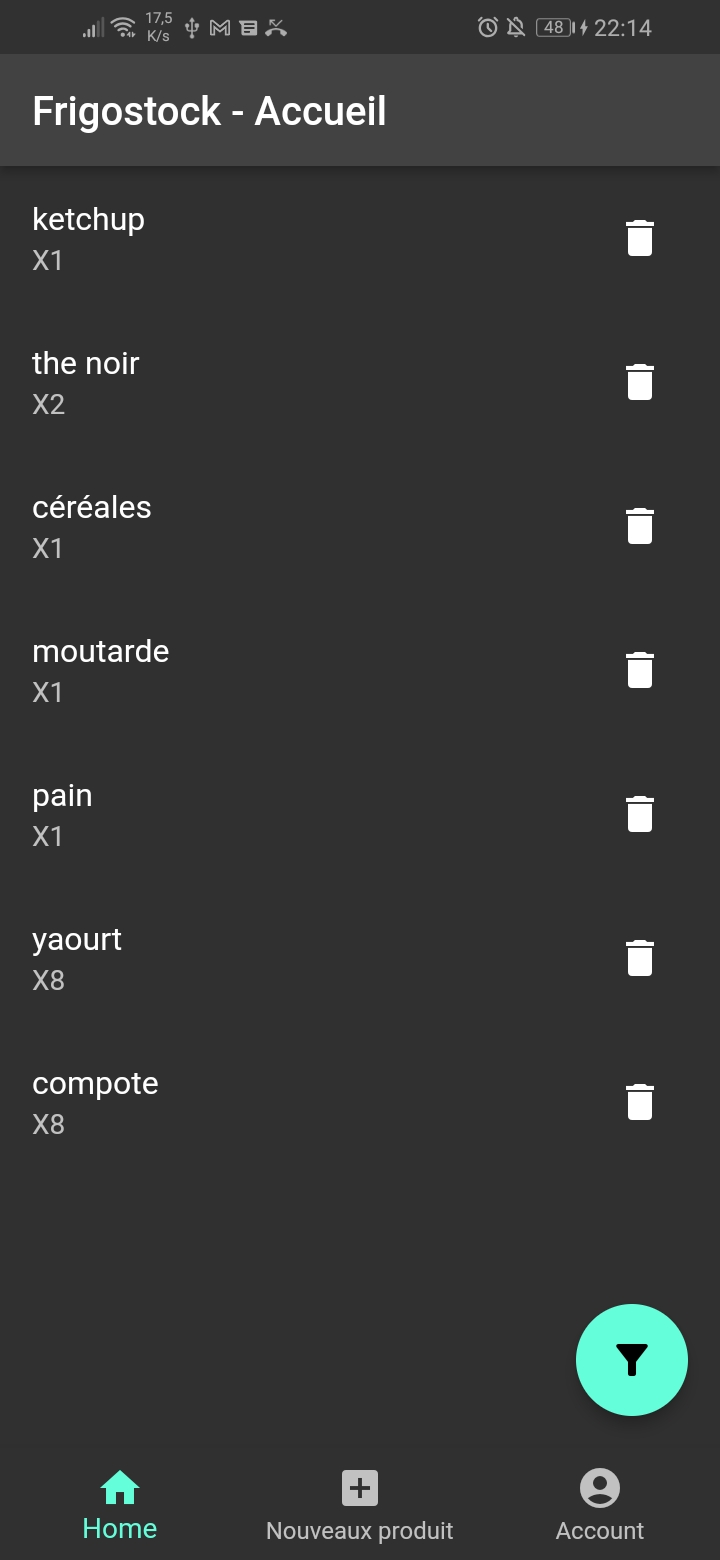 17,5
K/s
48
22:14
Frigostock - Accueil
ketchup
X1
the noir
X2
céréales
X1
moutarde
X1
pain
X1
yaourt
X8
compote
X8
Home
Nouveaux produit
Account